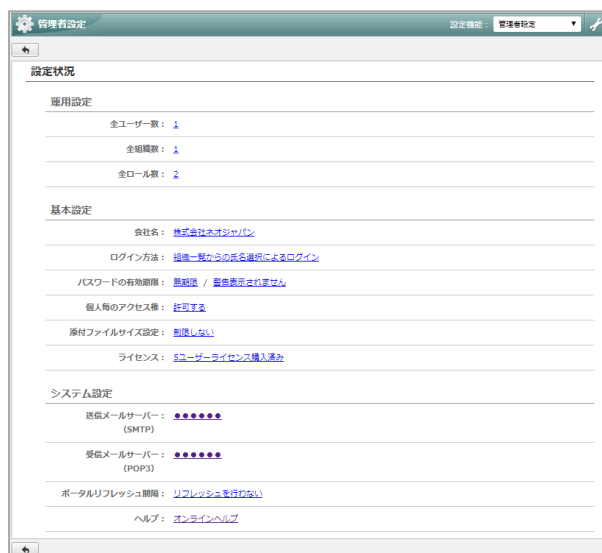 管理者設定
設定機能： 管理者設定
設定状況
運用設定
全ユーザー数： 1
全組織数： 1
全ロール数： 2
基本設定
会社名： 株式会社ネオジャパン
ログイン方法： 組織一覧からの氏名選択によるログイン
パスワードの有効期限： 無期限 / 警告表示されません
個人毎のアクセス権： 許可する
添付ファイルサイズ設定： 制限しない
ライセンス： 5ユーザーライセンス購入済み
システム設定
送信メールサーバー： ●●●●●●
(SMTP)
受信メールサーバー： ●●●●●●
(POP3)
ポータルリフレッシュ間隔： リフレッシュを行わない
ヘルプ： オンラインヘルプ